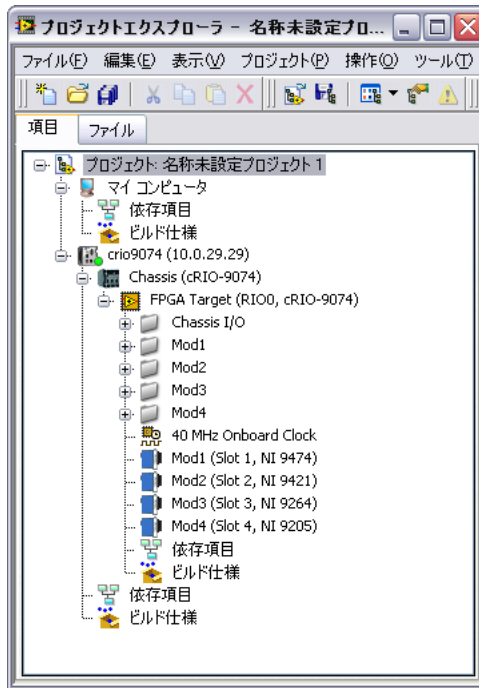 プロジェクトエクスプローラ - 名称未設定プロ...
ファイル(F) 編集(E) 表示(V) プロジェクト(P) 操作(O) ツール(T)
項目 ファイル
プロジェクト: 名称未設定プロジェクト 1
マイ コンピュータ
依存項目
ビルド仕様
crio9074 (10.0.29.29)
Chassis (cRIO-9074)
FPGA Target (RIO0, cRIO-9074)
Chassis I/O
Mod1
Mod2
Mod3
Mod4
40 MHz Onboard Clock
Mod1 (Slot 1, NI 9474)
Mod2 (Slot 2, NI 9421)
Mod3 (Slot 3, NI 9264)
Mod4 (Slot 4, NI 9205)
依存項目
ビルド仕様
依存項目
ビルド仕様